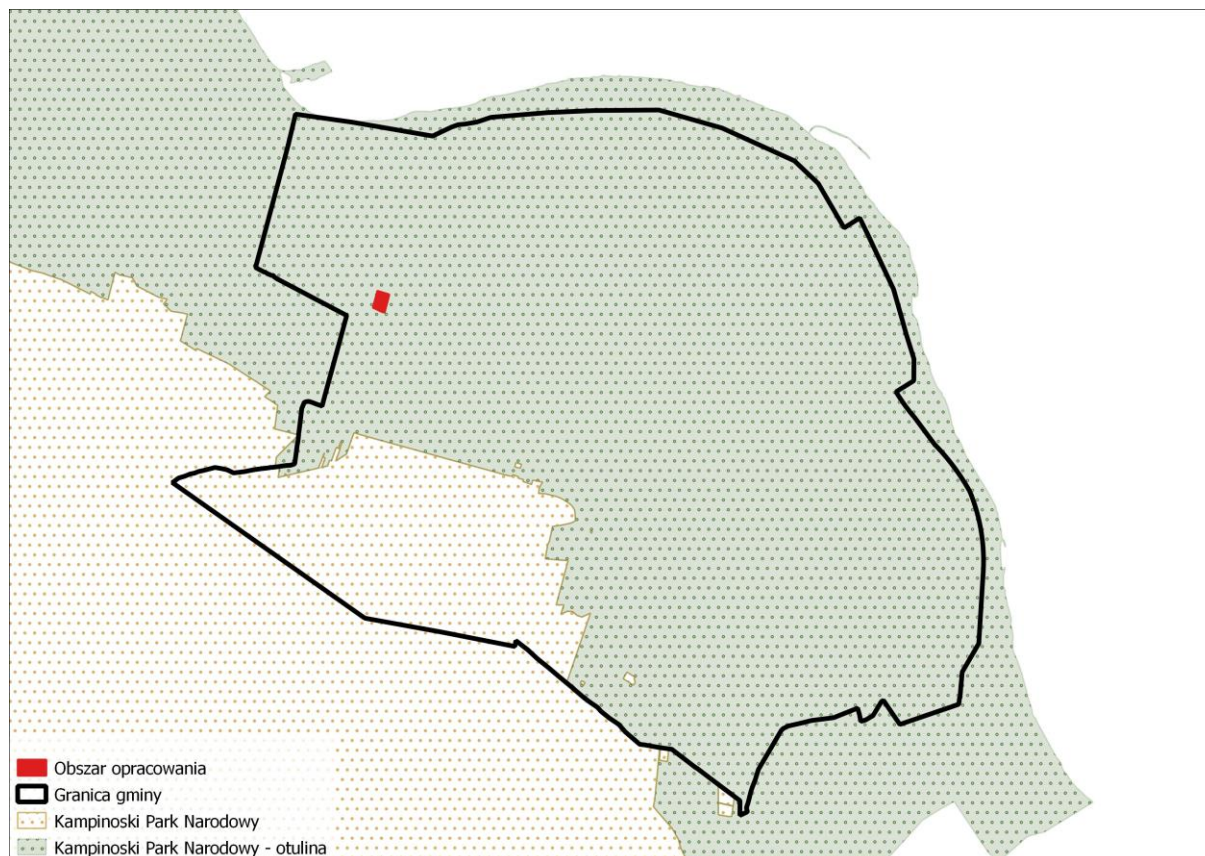 Obszar opracowania
Granica gminy
Kampinoski Park Narodowy
Kampinoski Park Narodowy - otulina